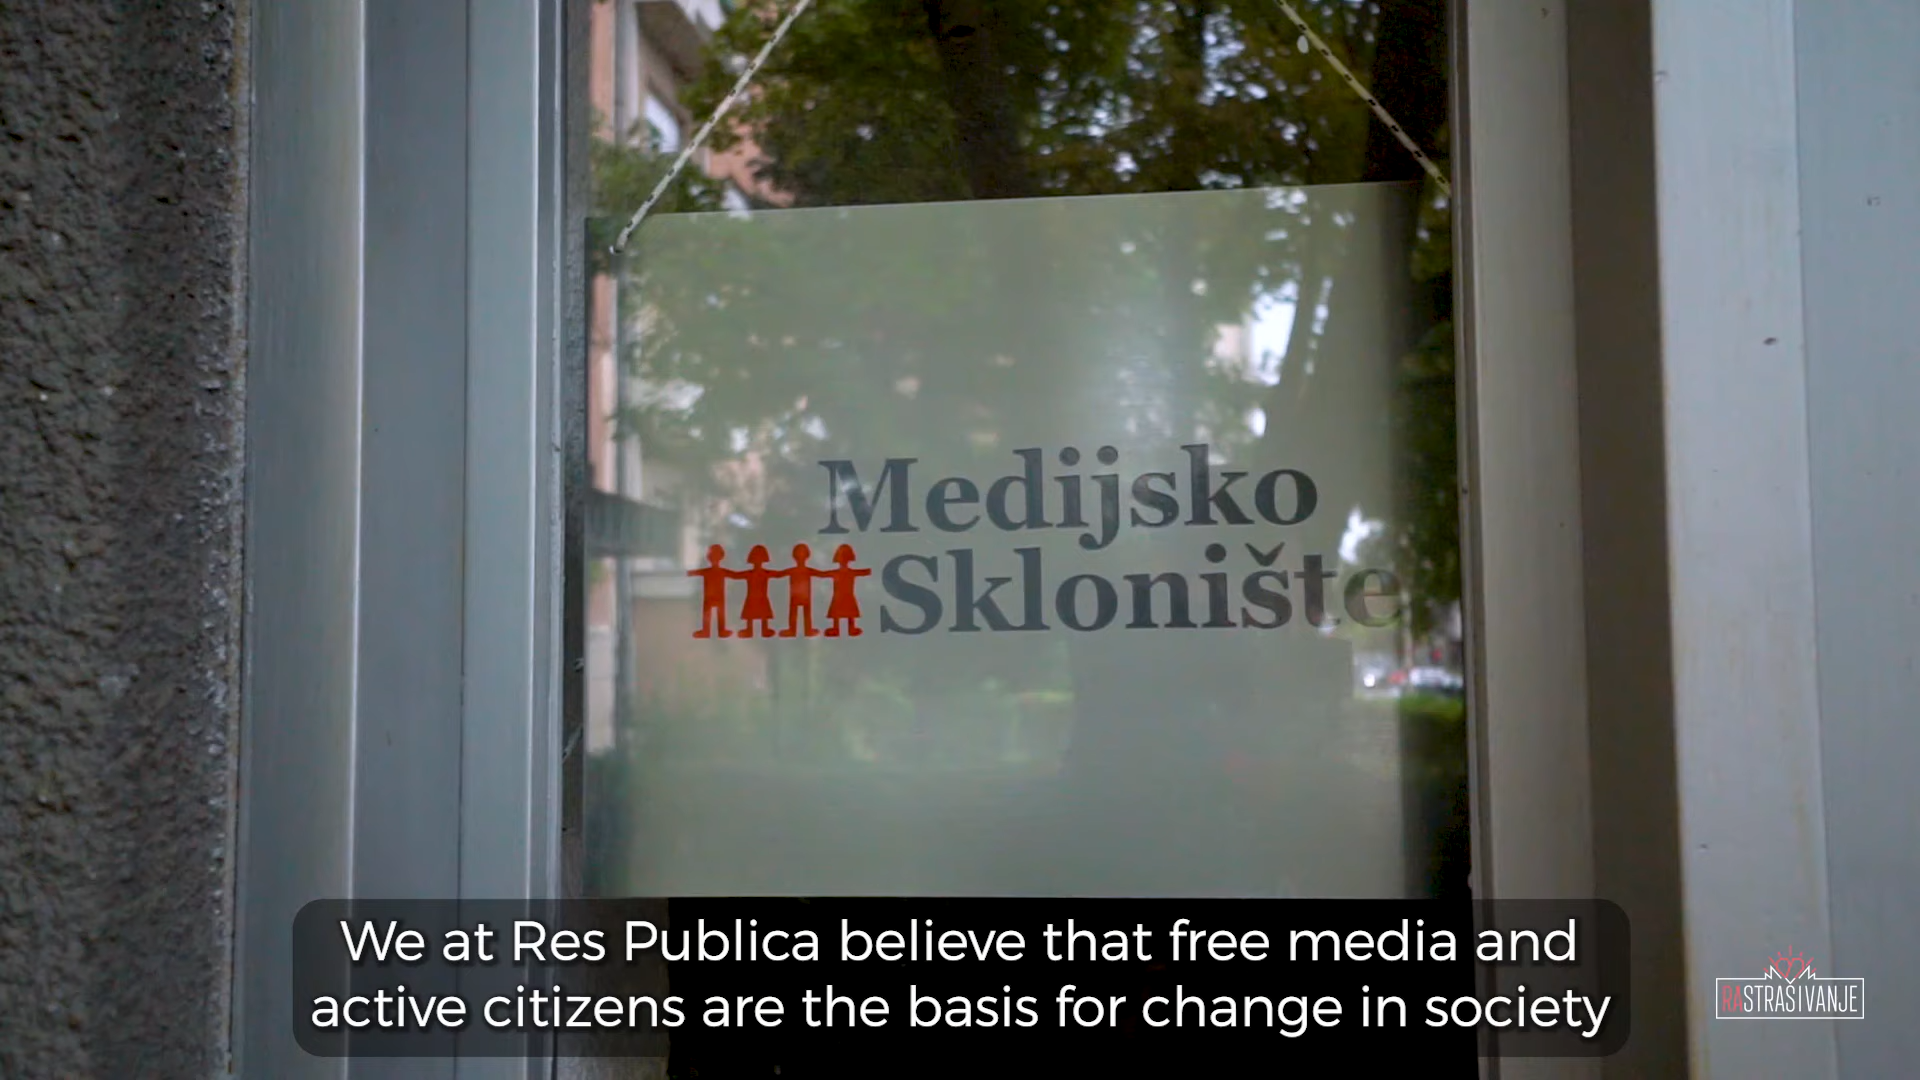 Medijsko
Sklonište
We at Res Publica believe that free media and
active citizens are the basis for change in society
RASTRAŠIVANJE